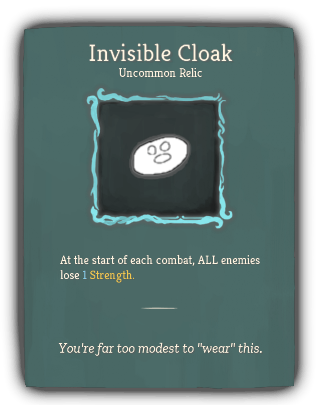 Invisible Cloak
Uncommon Relic
At the start of each combat, ALL enemies
lose 1 Strength.
You're far too modest to "wear" this.